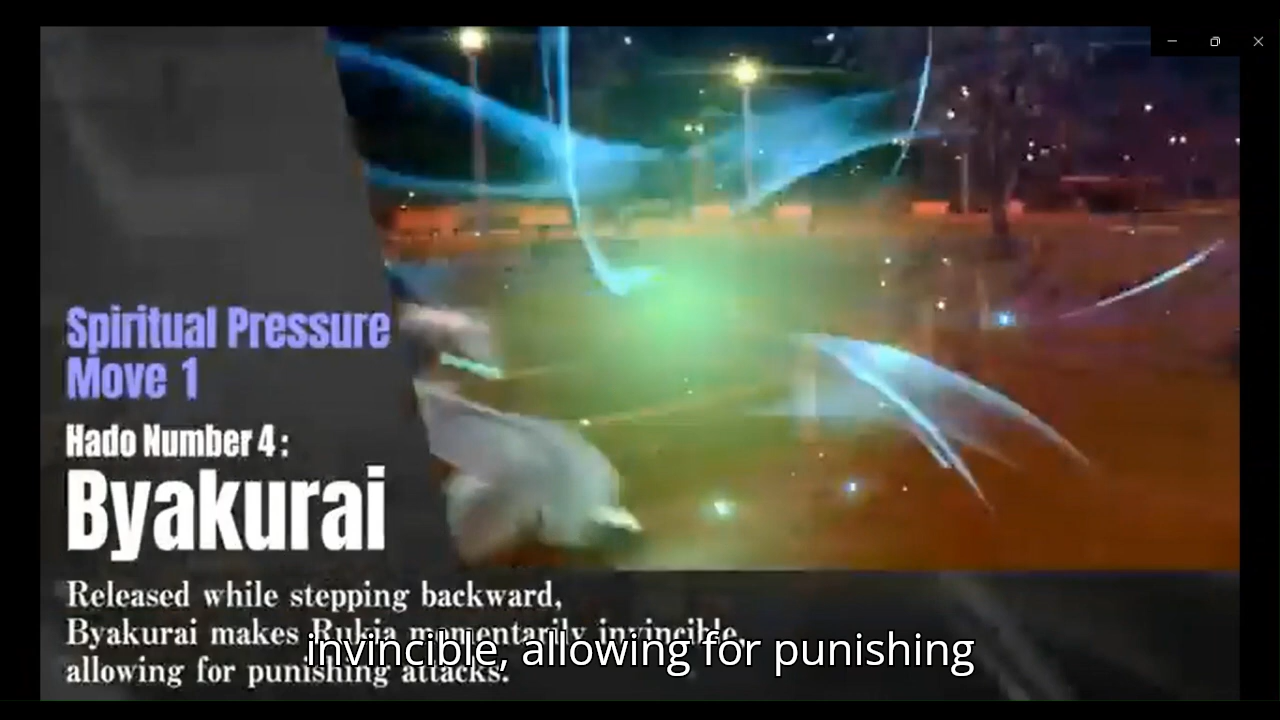 Spiritual Pressure
Move 1
Hado Number 4 :
Byakurai
Released while stepping backward,
Byakurai makes Rukia momentarily invincible,
allowing for punishing attacks.
invincible, allowing for punishing